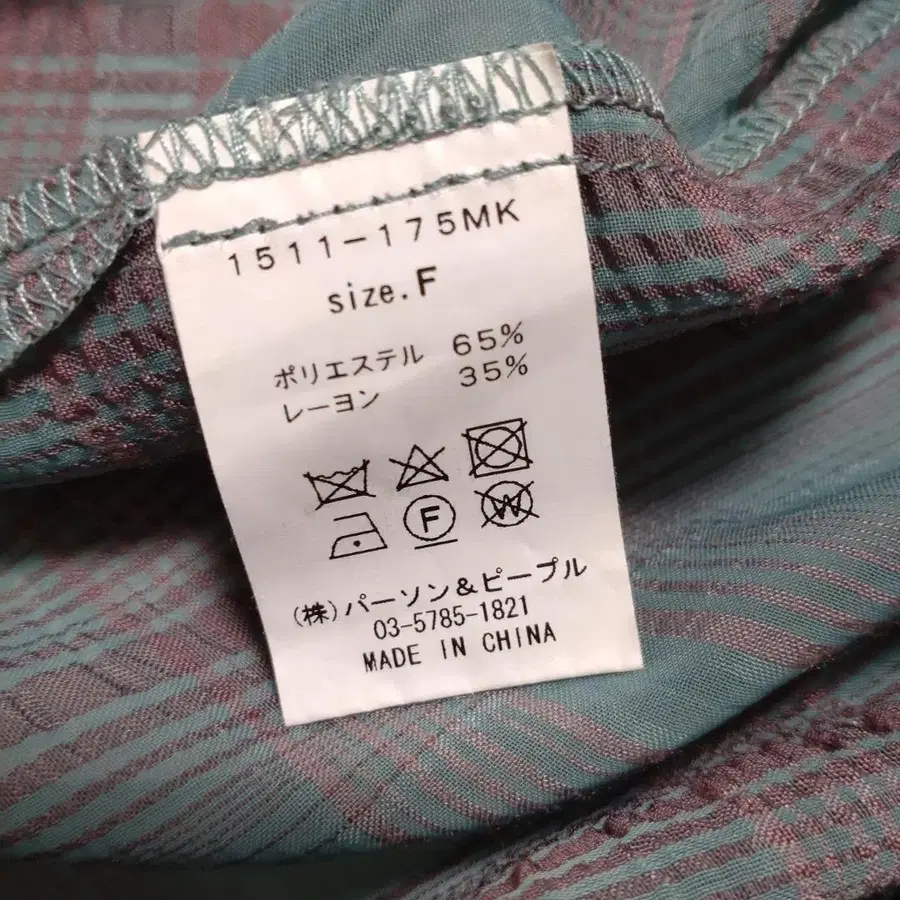 1511-175MK
size.F
ポリエステル 65%
レーヨン 35%
F W
(株)パーソン&ピープル
03-5785-1821
MADE IN CHINA